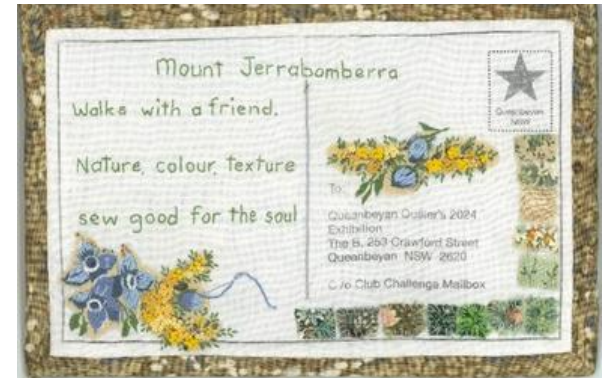 Mount Jerrabomberra
Walks with a friend.
Nature, colour, texture
sew good for the soul
Queanbeyan
NSW
To:
Queanbeyan Quilter's 2024
Exhibition
The B, 253 Crawford Street
Queanbeyan NSW 2620
C/o Club Challenge Mailbox